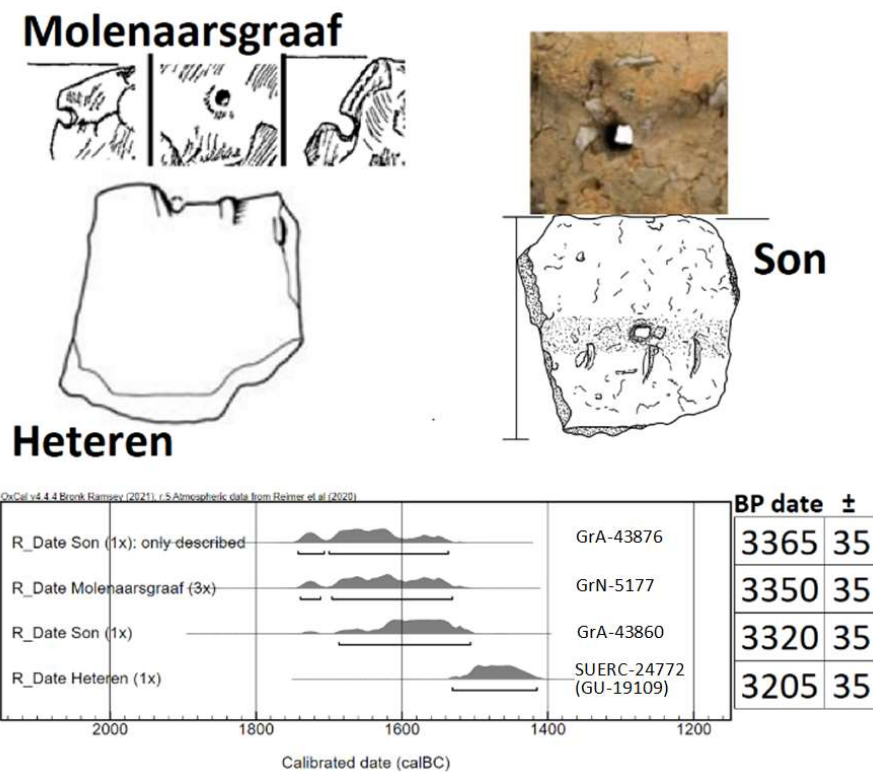 Molenaarsgraaf
Son
Heteren
OxCal v4.4.4 Bronk Ramsey (2021); r:5 Atmospheric data from Reimer et al (2020)
BP date ±
R_Date Son (1x): only described GrA-43876 3365 35
R_Date Molenaarsgraaf (3x) GrN-5177 3350 35
R_Date Son (1x) GrA-43860 3320 35
R_Date Heteren (1x) SUERC-24772 3205 35
(GU-19109)
2000 1800 1600 1400 1200
Calibrated date (calBC)